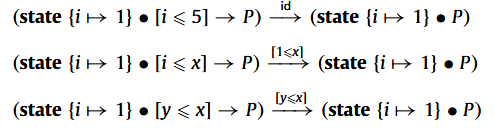 (state {i ↦ 1} • [i ⩽ 5] → P) —id→ (state {i ↦ 1} • P)
(state {i ↦ 1} • [i ⩽ x] → P) —[1⩽x]→ (state {i ↦ 1} • P)
(state {i ↦ 1} • [y ⩽ x] → P) —[y⩽x]→ (state {i ↦ 1} • P)